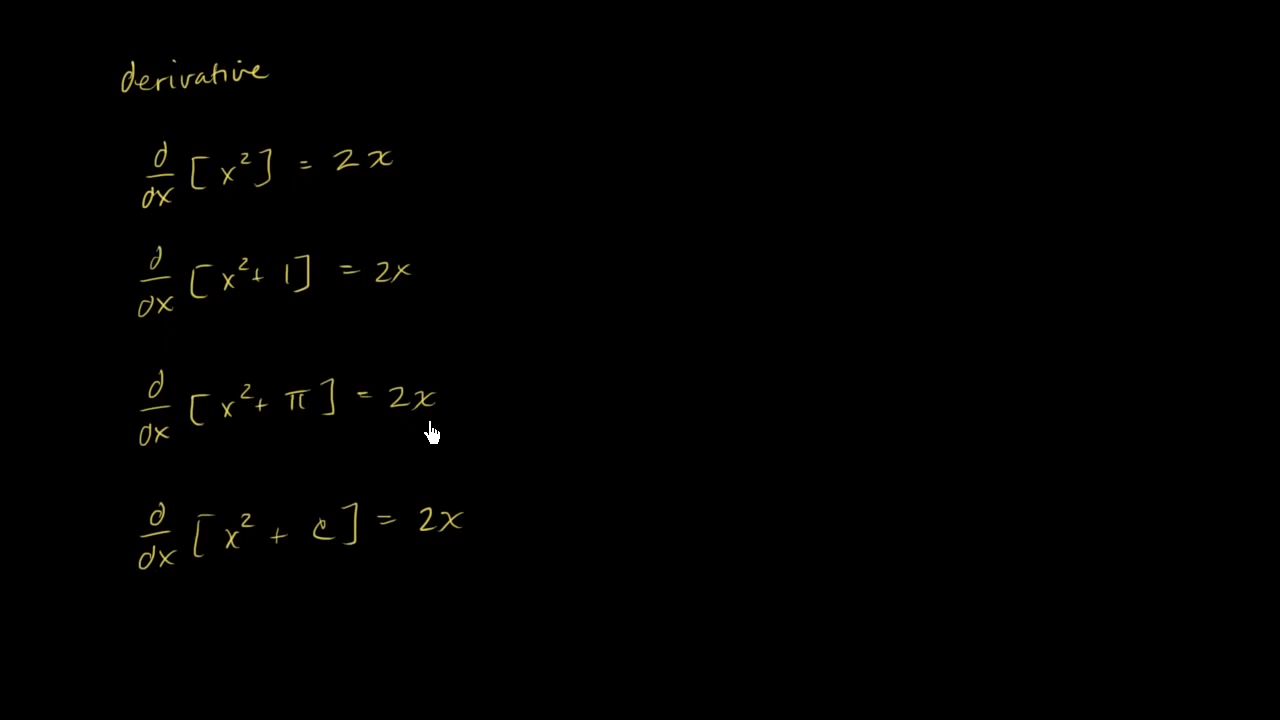 derivative
d/dx [x²] = 2x
d/dx [x² + 1] = 2x
d/dx [x² + π] = 2x
d/dx [x² + c] = 2x